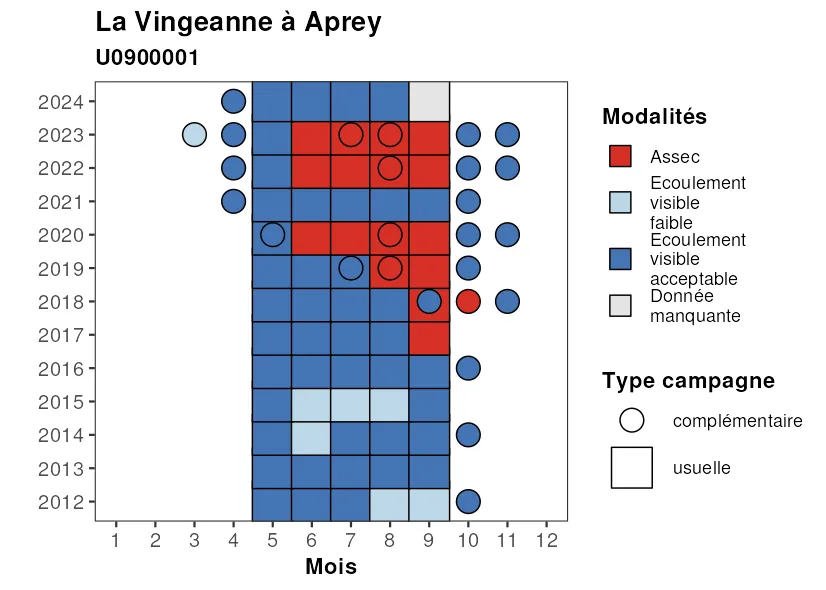 La Vingeanne à Aprey
U0900001
2024
2023
2022
2021
2020
2019
2018
2017
2016
2015
2014
2013
2012
1 2 3 4 5 6 7 8 9 10 11 12
Mois
Modalités
Assec
Ecoulement
visible
faible
Ecoulement
visible
acceptable
Donnée
manquante
Type campagne
complémentaire
usuelle